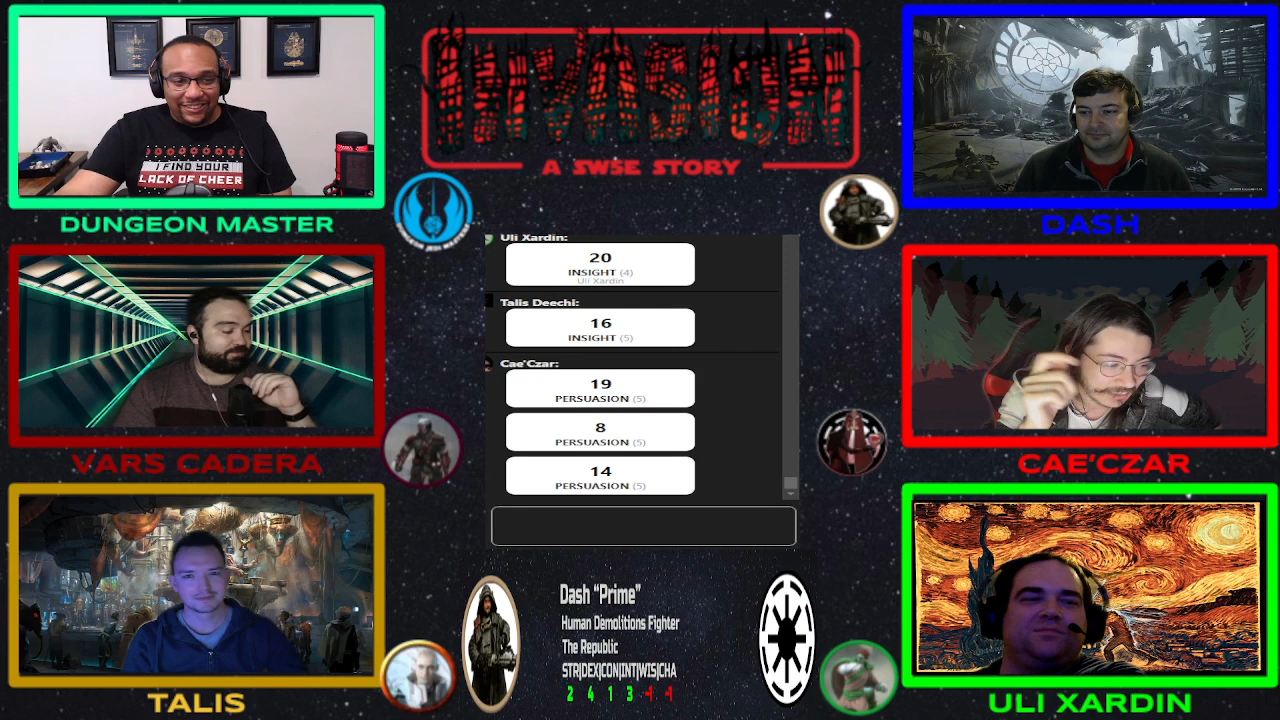 INVASION
A SWSE STORY
I FIND YOUR
LACK OF CHEER
DUNGEON MASTER
DUNGEON JEDI MASTERS
DASH
Uli Xardin:
20
INSIGHT (4)
Uli Xardin
Talis Deechi:
16
INSIGHT (5)
Cae'Czar:
19
PERSUASION (5)
8
PERSUASION (5)
14
PERSUASION (5)
VARS CADERA
CAE'CZAR
Dash "Prime"
Human Demolitions Fighter
The Republic
STR|DEX|CON|INT|WIS|CHA
2 4 1 3 -1 -1
TALIS
ULI XARDIN